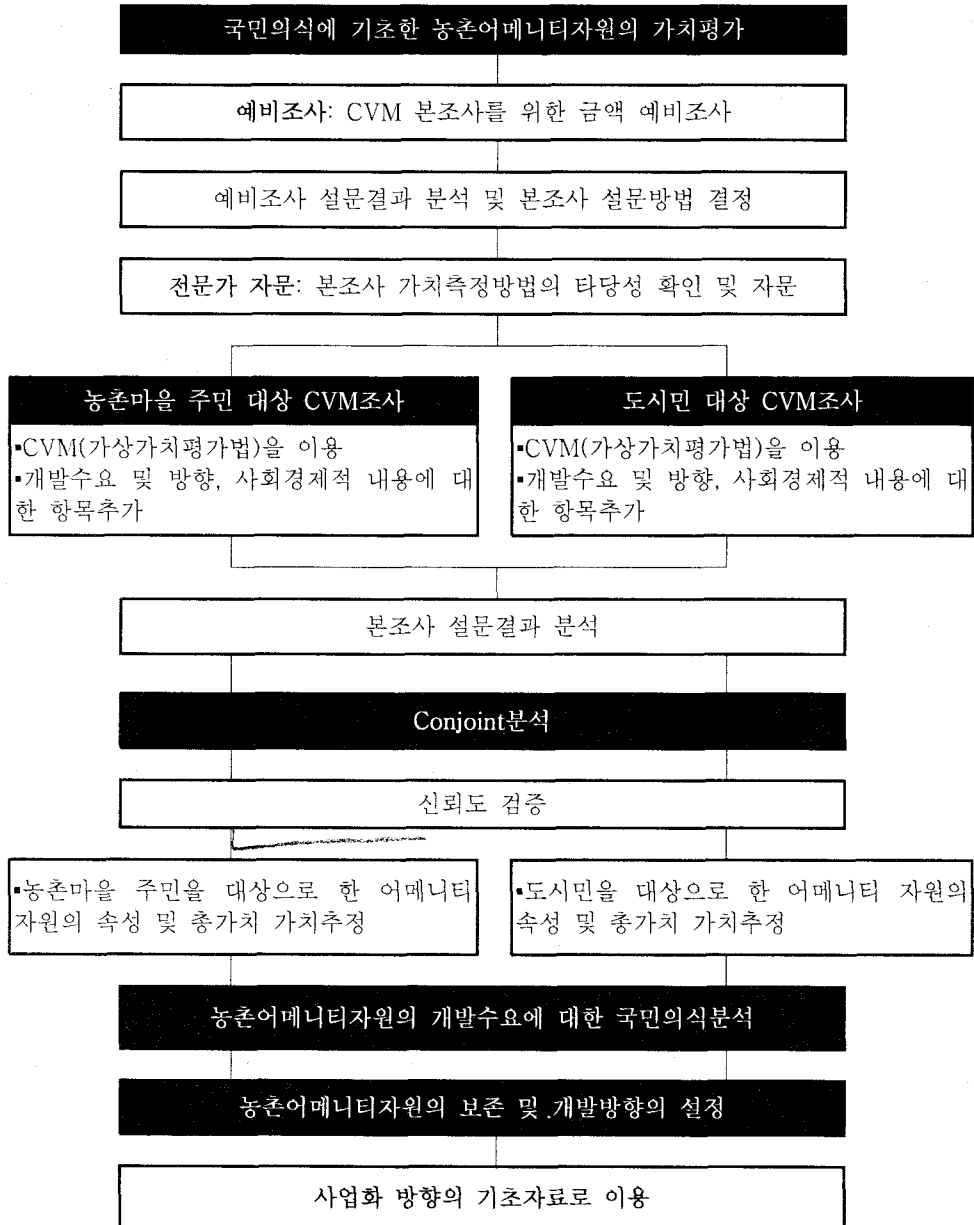 국민의식에 기초한 농촌어메니티자원의 가치평가
예비조사: CVM 본조사를 위한 금액 예비조사
예비조사 설문결과 분석 및 본조사 설문방법 결정
전문가 자문: 본조사 가치측정방법의 타당성 확인 및 자문
농촌마을 주민 대상 CVM조사
▪CVM(가상가치평가법)을 이용
▪개발수요 및 방향, 사회경제적 내용에 대
한 항목추가
도시민 대상 CVM조사
▪CVM(가상가치평가법)을 이용
▪개발수요 및 방향, 사회경제적 내용에 대
한 항목추가
본조사 설문결과 분석
Conjoint분석
신뢰도 검증
▪농촌마을 주민을 대상으로 한 어메니티
자원의 속성 및 총가치 가치추정
▪도시민을 대상으로 한 어메니티 자원의
속성 및 총가치 가치추정
농촌어메니티자원의 개발수요에 대한 국민의식분석
농촌어메니티자원의 보존 및 개발방향의 설정
사업화 방향의 기초자료로 이용